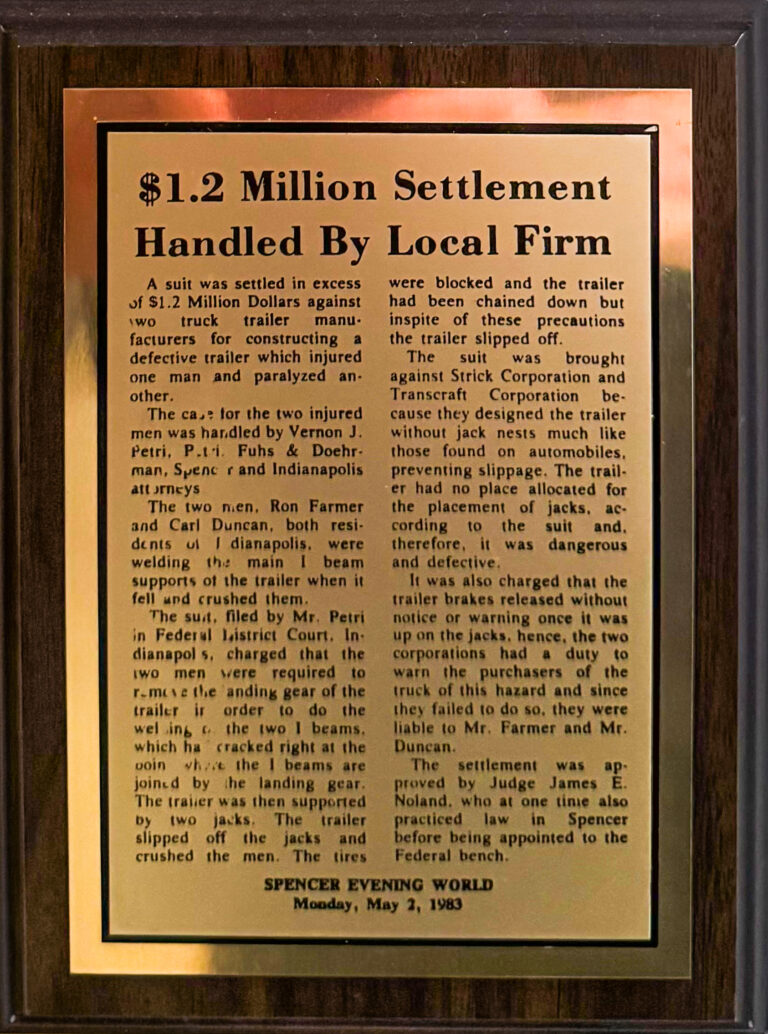 $1.2 Million Settlement
Handled By Local Firm
A suit was settled in excess
of $1.2 Million Dollars against
two truck trailer manu-
facturers for constructing a
defective trailer which injured
one man and paralyzed an-
other.
The case for the two injured
men was handled by Vernon J.
Petri, Petri, Fuhs & Doehr-
man, Spencer and Indianapolis
attorneys
The two men, Ron Farmer
and Carl Duncan, both resi-
dents of Indianapolis, were
welding the main I beam
supports of the trailer when it
fell and crushed them.
The suit, filed by Mr. Petri
in Federal District Court, In-
dianapolis, charged that the
two men were required to
remove the landing gear of the
trailer in order to do the
welding of the two I beams,
which had cracked right at the
point where the I beams are
joined by the landing gear.
The trailer was then supported
by two jacks. The trailer
slipped off the jacks and
crushed the men. The tires
were blocked and the trailer
had been chained down but
inspite of these precautions
the trailer slipped off.
The suit was brought
against Strick Corporation and
Transcraft Corporation be-
cause they designed the trailer
without jack nests much like
those found on automobiles,
preventing slippage. The trail-
er had no place allocated for
the placement of jacks, ac-
cording to the suit and,
therefore, it was dangerous
and defective.
It was also charged that the
trailer brakes released without
notice or warning once it was
up on the jacks, hence, the two
corporations had a duty to
warn the purchasers of the
truck of this hazard and since
they failed to do so, they were
liable to Mr. Farmer and Mr.
Duncan.
The settlement was ap-
proved by Judge James E.
Noland, who at one time also
practiced law in Spencer
before being appointed to the
Federal bench.
SPENCER EVENING WORLD
Monday, May 2, 1983